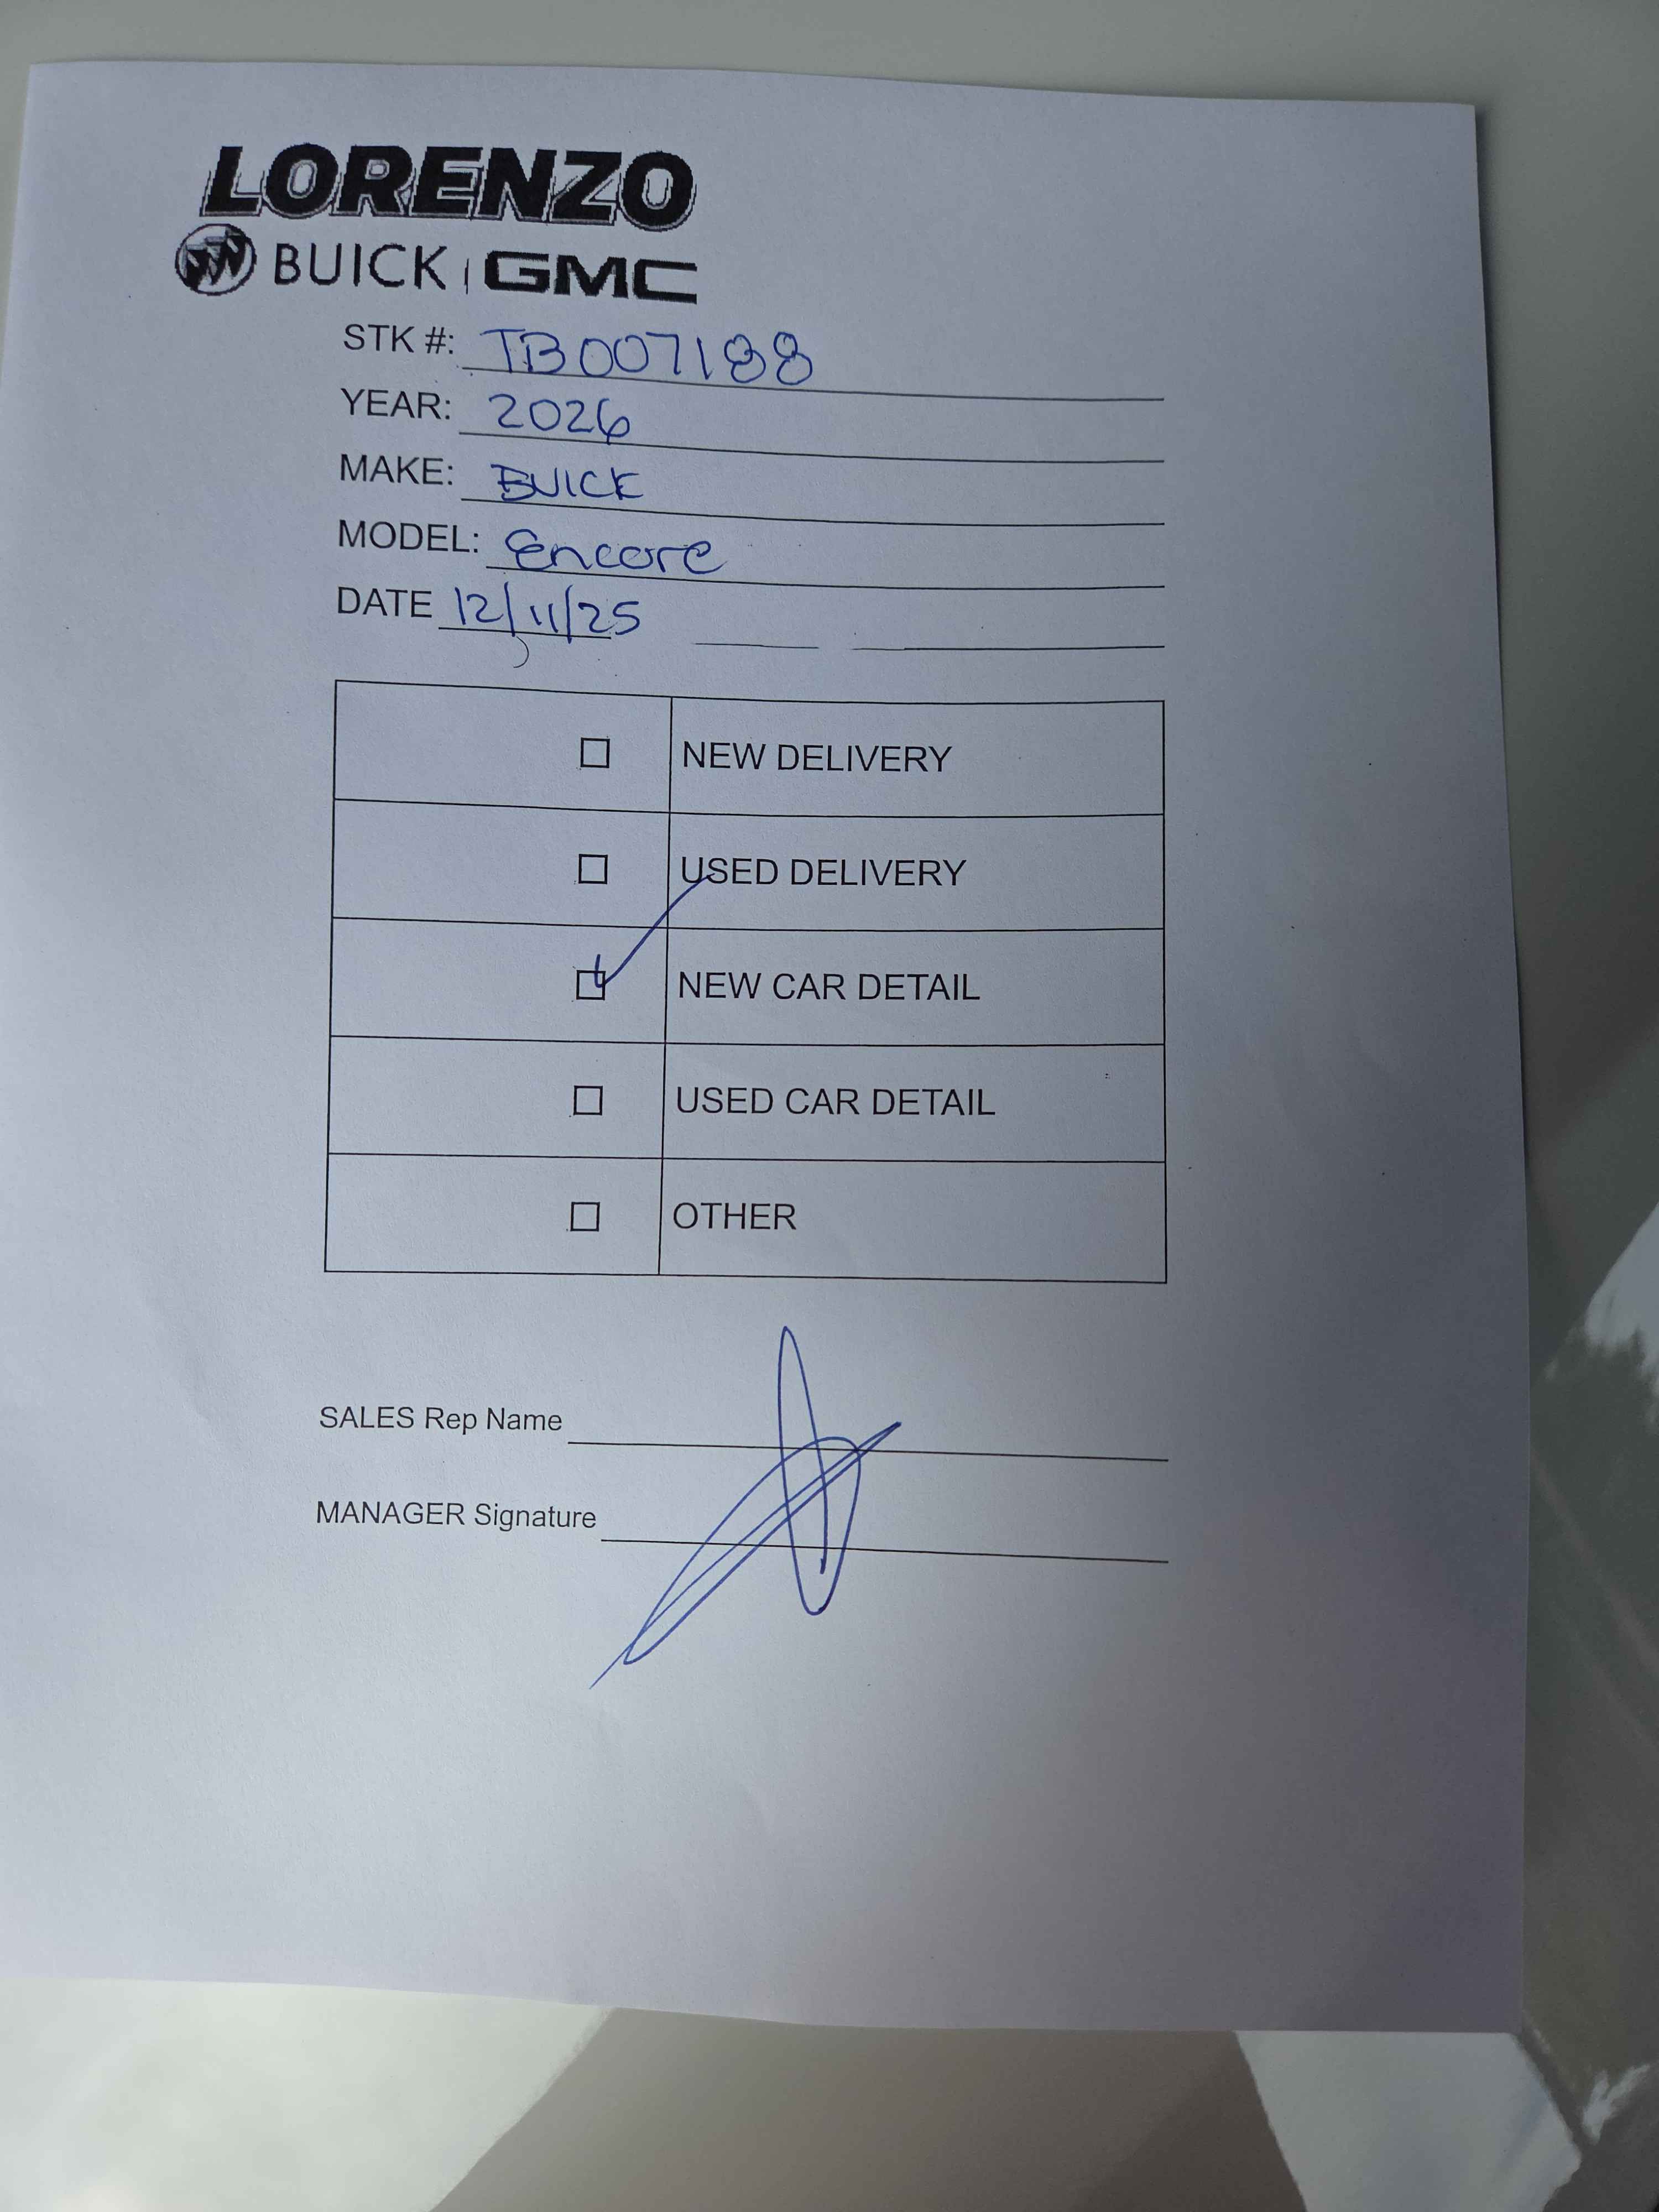 LORENZO
BUICK | GMC
STK #: TB007188
YEAR: 2026
MAKE: BUICK
MODEL: Encore
DATE 12/11/25
NEW DELIVERY
USED DELIVERY
NEW CAR DETAIL
USED CAR DETAIL
OTHER
SALES Rep Name
MANAGER Signature